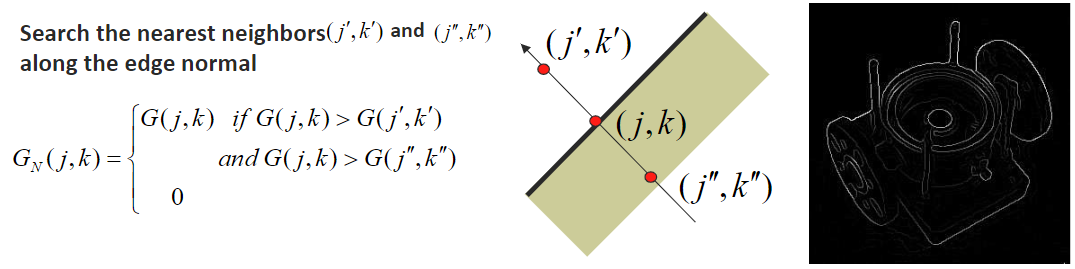 Search the nearest neighbors(j′,k′) and (j″,k″)
along the edge normal
G_N(j,k) = { G(j,k) if G(j,k) > G(j′,k′)
and G(j,k) > G(j″,k″)
0
(j′,k′)
(j,k)
(j″,k″)